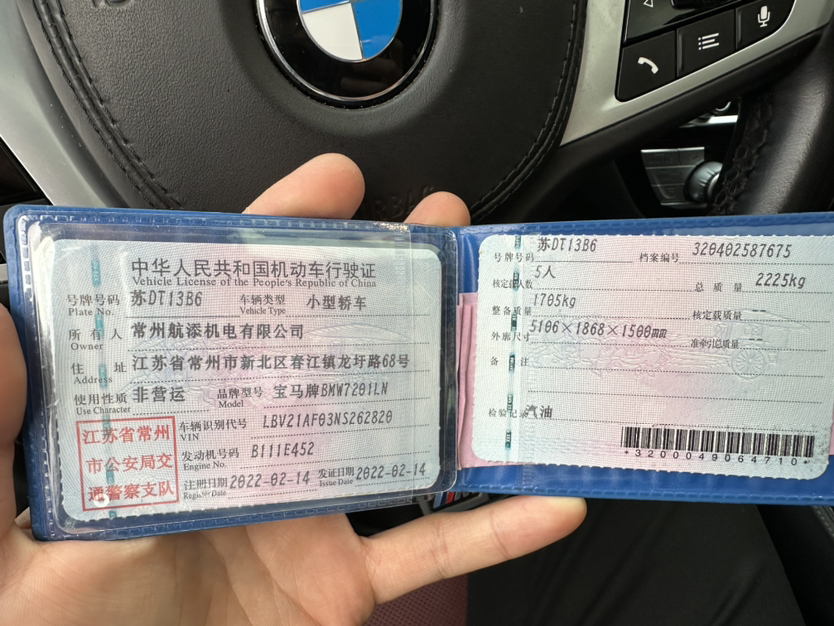 中华人民共和国机动车行驶证
Vehicle License of the People's Republic of China
号牌号码 苏DT13B6 车辆类型 小型轿车
Plate No. Vehicle Type
所有人 常州航添机电有限公司
Owner
住址 江苏省常州市新北区春江镇龙圩路68号
Address
使用性质 非营运 品牌型号 宝马牌BMW7201LN
Use Character Model
车辆识别代号 LBV21AF03NS262820
VIN
发动机号码 B111E452
Engine No.
注册日期 2022-02-14 发证日期 2022-02-14
Register Date Issue Date
江苏省常州
市公安局交
通警察支队
号牌号码 苏DT13B6 档案编号 320402587675
核定载人数 5人 总质量 2225kg
整备质量 1705kg 核定载质量 --
外廓尺寸 5106×1868×1500mm 准牵引总质量 --
备注
检验记录 汽油
*3200049064710*